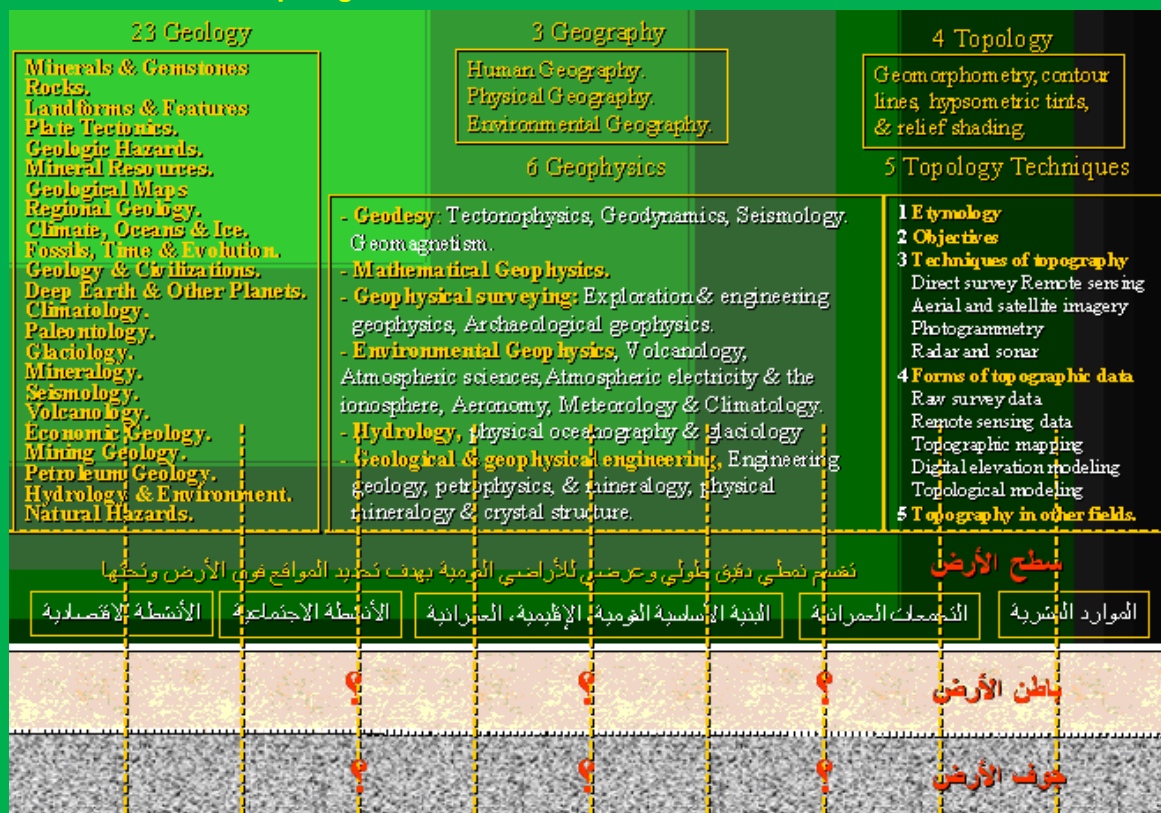 23 Geology
Minerals & Gemstones
Rocks.
Landforms & Features
Plate Tectonics.
Geologic Hazards.
Mineral Resources.
Geological Maps
Regional Geology.
Climate, Oceans & Ice.
Fossils, Time & Evolution.
Geology & Civilizations.
Deep Earth & Other Planets.
Climatology.
Paleontology.
Glaciology.
Mineralogy.
Seismology.
Volcanology.
Economic Geology.
Mining Geology.
Petroleum Geology.
Hydrology & Environment.
Natural Hazards.
3 Geography
Human Geography.
Physical Geography.
Environmental Geography.
4 Topology
Geomorphometry, contour
lines, hypsometric tints,
& relief shading.
6 Geophysics
- Geodesy: Tectonophysics, Geodynamics, Seismology.
Geomagnetism.
- Mathematical Geophysics.
- Geophysical surveying: Exploration & engineering
geophysics, Archaeological geophysics.
- Environmental Geophysics, Volcanology,
Atmospheric sciences, Atmospheric electricity & the
ionosphere, Aeronomy, Meteorology & Climatology.
- Hydrology, physical oceanography & glaciology
- Geological & geophysical engineering, Engineering
geology, petrophysics, & mineralogy, physical
mineralogy & crystal structure.
5 Topology Techniques
1 Etymology
2 Objectives
3 Techniques of topography
Direct survey Remote sensing
Aerial and satellite imagery
Photogrammetry
Radar and sonar
4 Forms of topographic data
Raw survey data
Remote sensing data
Topographic mapping
Digital elevation modeling
Topological modeling
5 Topography in other fields.
سطح الأرض
تقسيم نمطي دقيق طولي وعرضي للأراضي القومية بهدف تحديد المواقع فوق الأرض وتحتها
الموارد البشرية
التجمعات العمرانية
البنية الأساسية القومية، الإقليمية، العمرانية
الأنشطة الاجتماعية
الأنشطة الاقتصادية
باطن الأرض
؟ ؟ ؟
جوف الأرض
؟ ؟ ؟